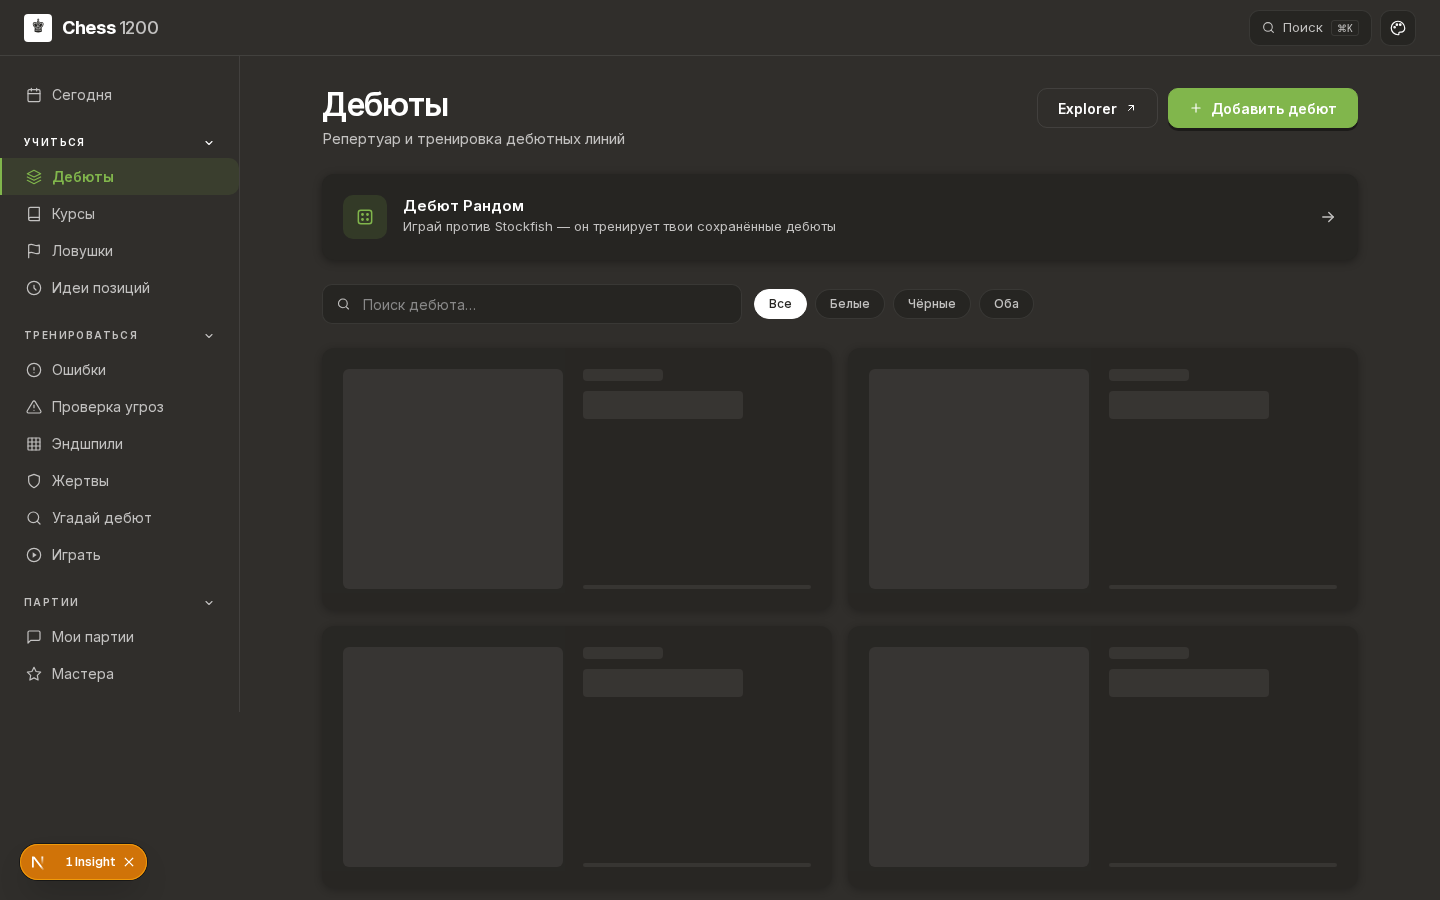 Chess 1200
Поиск ⌘K
Сегодня
УЧИТЬСЯ
Дебюты
Курсы
Ловушки
Идеи позиций
ТРЕНИРОВАТЬСЯ
Ошибки
Проверка угроз
Эндшпили
Жертвы
Угадай дебют
Играть
ПАРТИИ
Мои партии
Мастера
1 Insight
Дебюты
Репертуар и тренировка дебютных линий
Explorer
Добавить дебют
Дебют Рандом
Играй против Stockfish — он тренирует твои сохранённые дебюты
Поиск дебюта...
Все
Белые
Чёрные
Оба